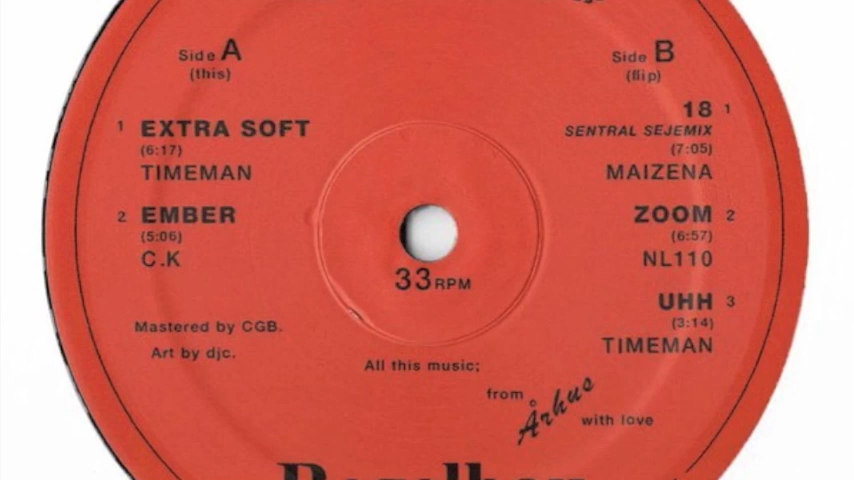 Side A
(this)
1 EXTRA SOFT
(6:17)
TIMEMAN
2 EMBER
(5:06)
C.K
Mastered by CGB.
Art by djc.
Side B
(flip)
18 1
SENTRAL SEJEMIX
(7:05)
MAIZENA
ZOOM 2
(6:57)
NL110
UHH 3
(3:14)
TIMEMAN
33 RPM
All this music;
from Århus with love